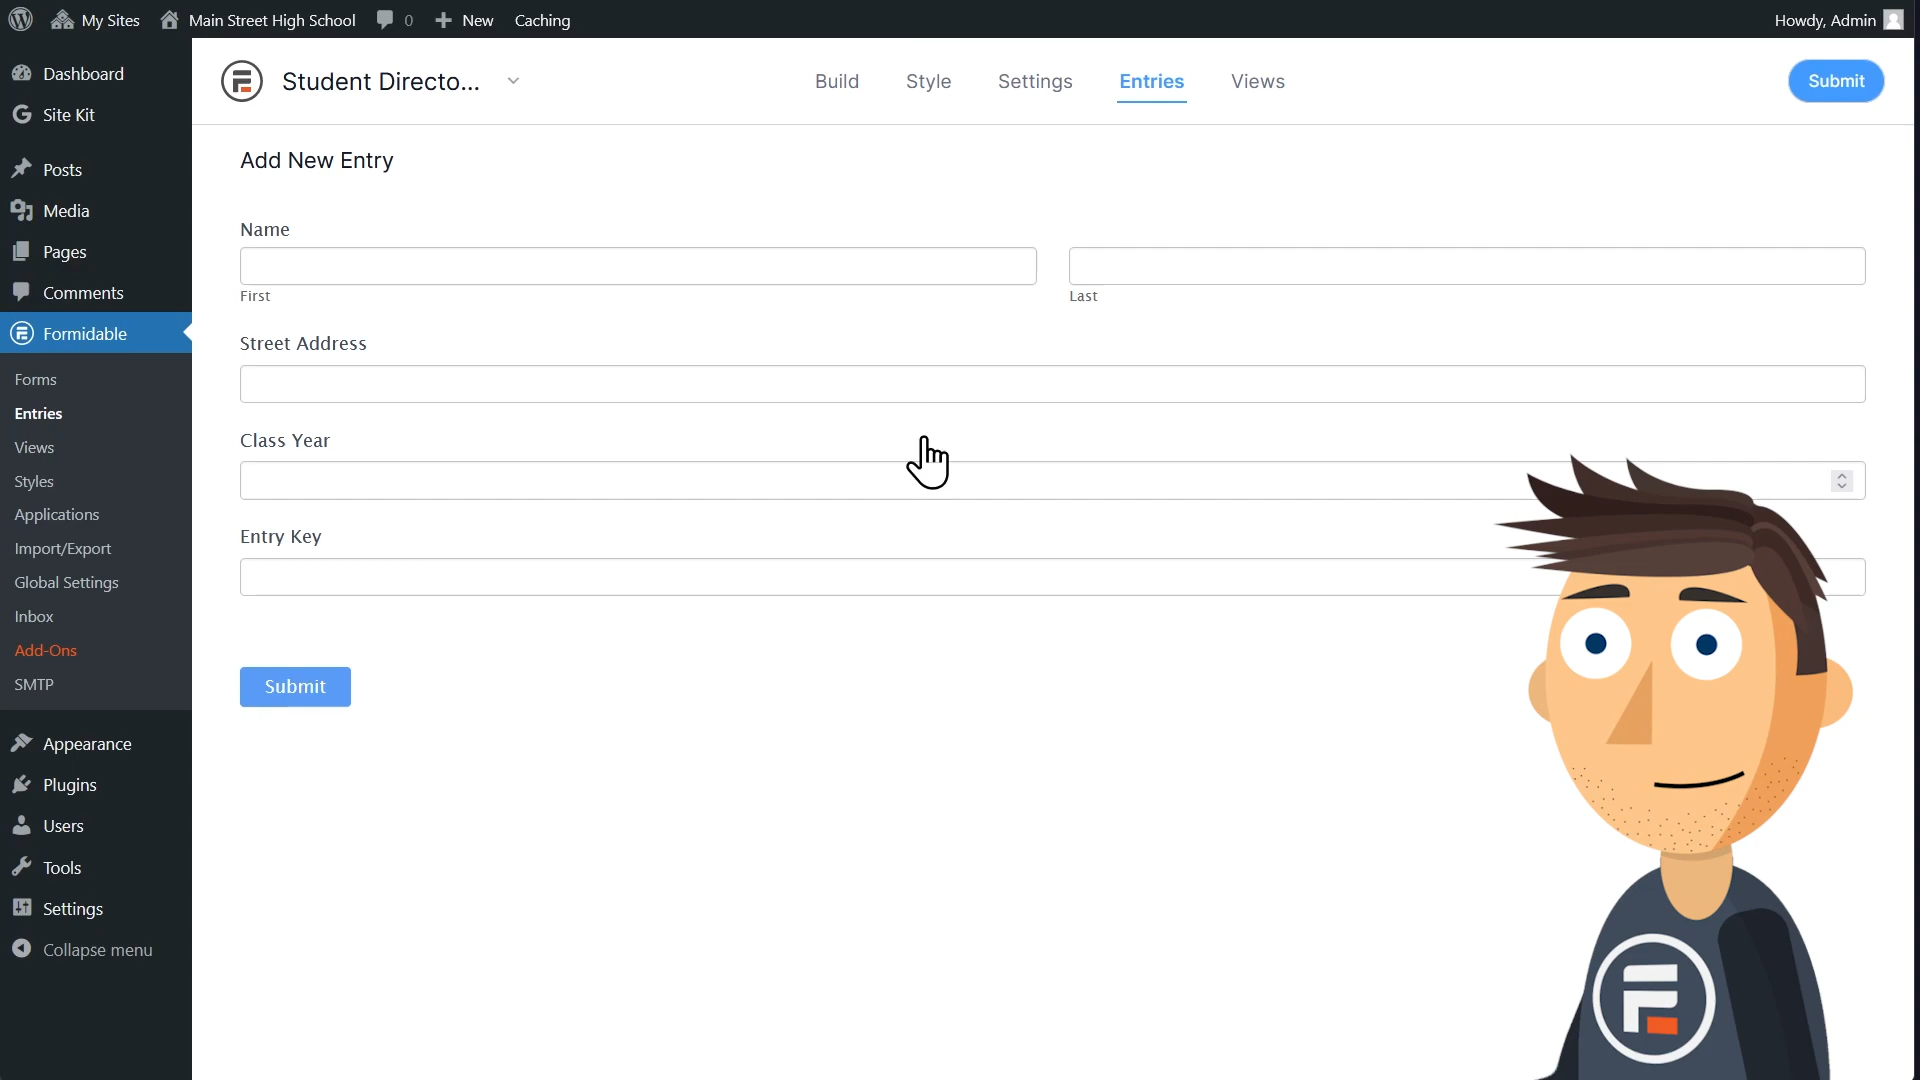 My Sites
Main Street High School
0
New
Caching
Howdy, Admin
Dashboard
Site Kit
Posts
Media
Pages
Comments
Formidable
Forms
Entries
Views
Styles
Applications
Import/Export
Global Settings
Inbox
Add-Ons
SMTP
Appearance
Plugins
Users
Tools
Settings
Collapse menu
Student Directo...
Build
Style
Settings
Entries
Views
Submit
Add New Entry
Name
First
Last
Street Address
Class Year
Entry Key
Submit